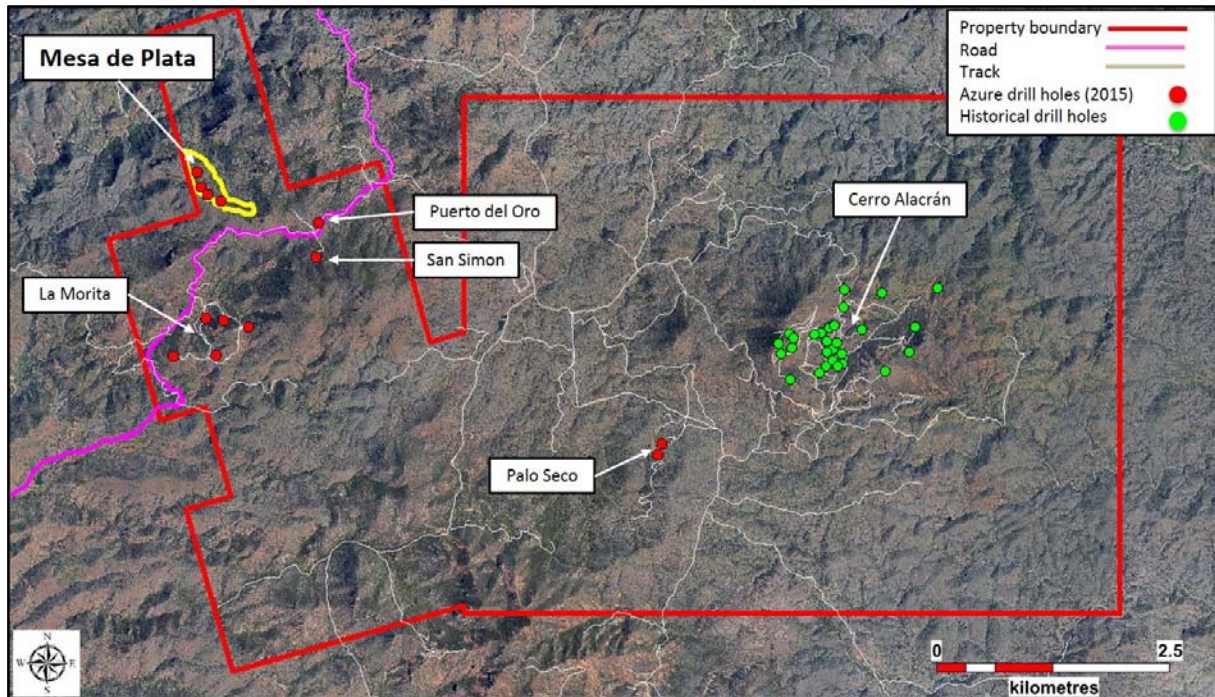 Mesa de Plata
Property boundary
Road
Track
Azure drill holes (2015)
Historical drill holes
Cerro Alacrán
Puerto del Oro
San Simon
La Morita
Palo Seco
N
W E
S
0 2.5
kilometres